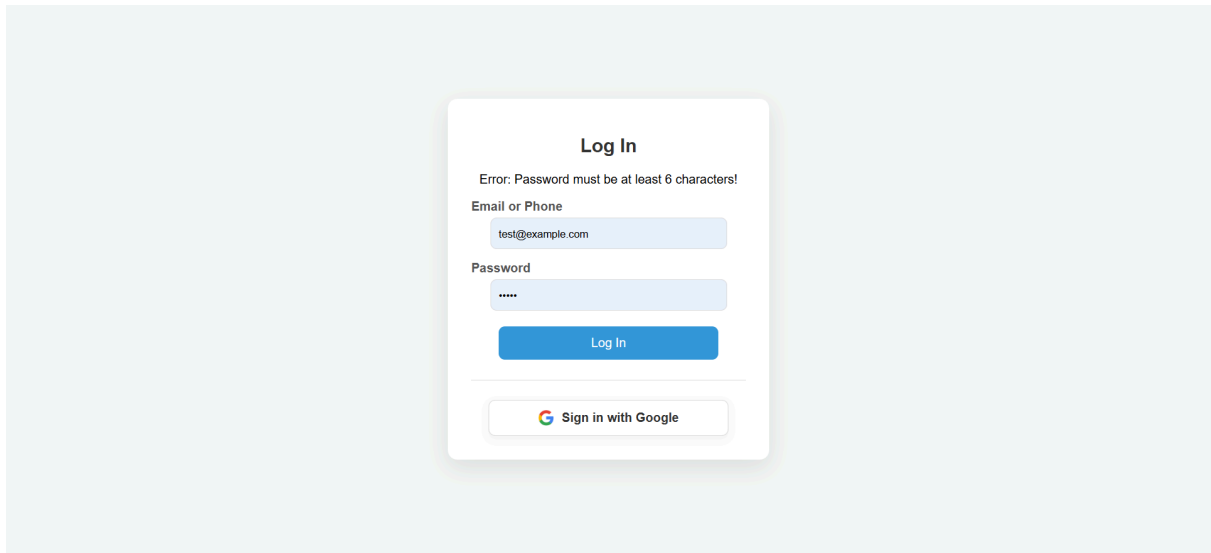 Log In
Error: Password must be at least 6 characters!
Email or Phone
test@example.com
Password
•••••
Log In
Sign in with Google